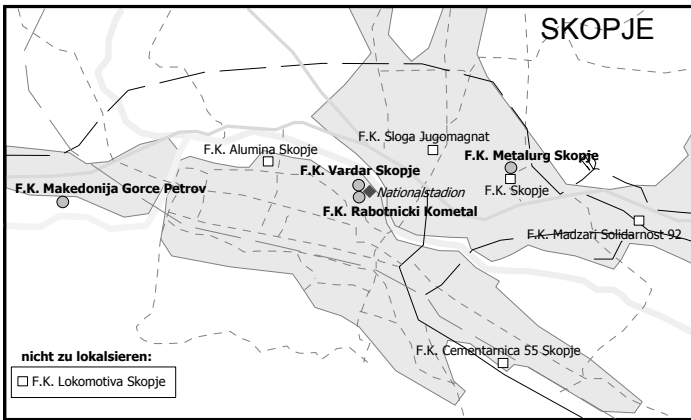 SKOPJE
F.K. Sloga Jugomagnat
F.K. Alumina Skopje
F.K. Metalurg Skopje
F.K. Vardar Skopje
F.K. Makedonija Gorce Petrov
Nationalstadion
F.K. Skopje
F.K. Rabotnicki Kometal
F.K. Madzari Solidarnost 92
F.K. Cementarnica 55 Skopje
nicht zu lokalsieren:
F.K. Lokomotiva Skopje